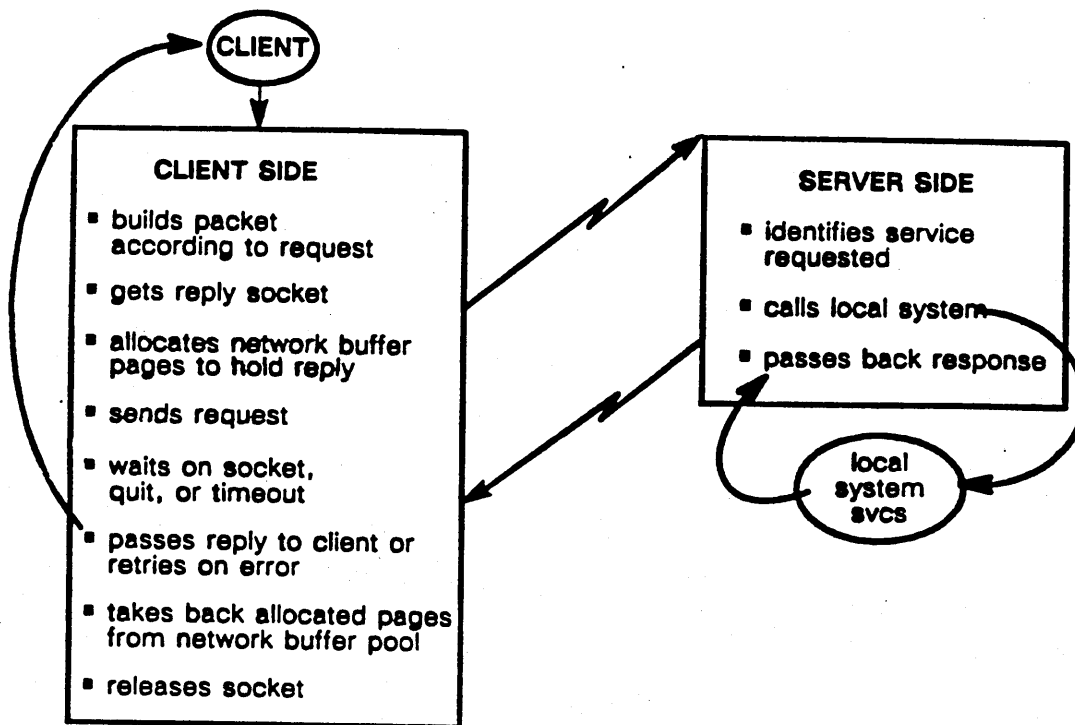 CLIENT
CLIENT SIDE
▪ builds packet
according to request
▪ gets reply socket
▪ allocates network buffer
pages to hold reply
▪ sends request
▪ waits on socket,
quit, or timeout
▪ passes reply to client or
retries on error
▪ takes back allocated pages
from network buffer pool
▪ releases socket
SERVER SIDE
▪ identifies service
requested
▪ calls local system
▪ passes back response
local
system
svcs